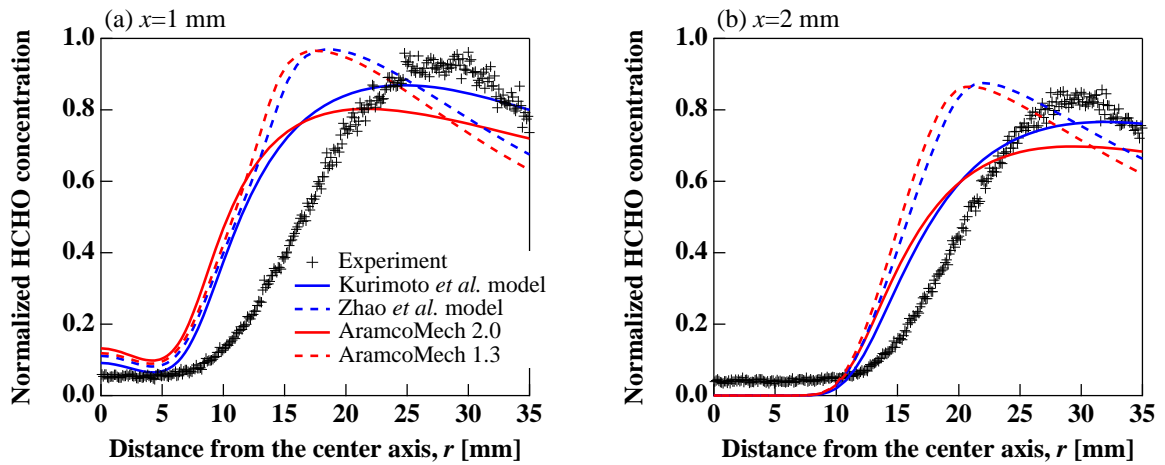 (a) x=1 mm
Normalized HCHO concentration
1.0
0.8
0.6
0.4
0.2
0.0
0 5 10 15 20 25 30 35
Distance from the center axis, r [mm]
Experiment
Kurimoto et al. model
Zhao et al. model
AramcoMech 2.0
AramcoMech 1.3
(b) x=2 mm
Normalized HCHO concentration
1.0
0.8
0.6
0.4
0.2
0.0
0 5 10 15 20 25 30 35
Distance from the center axis, r [mm]